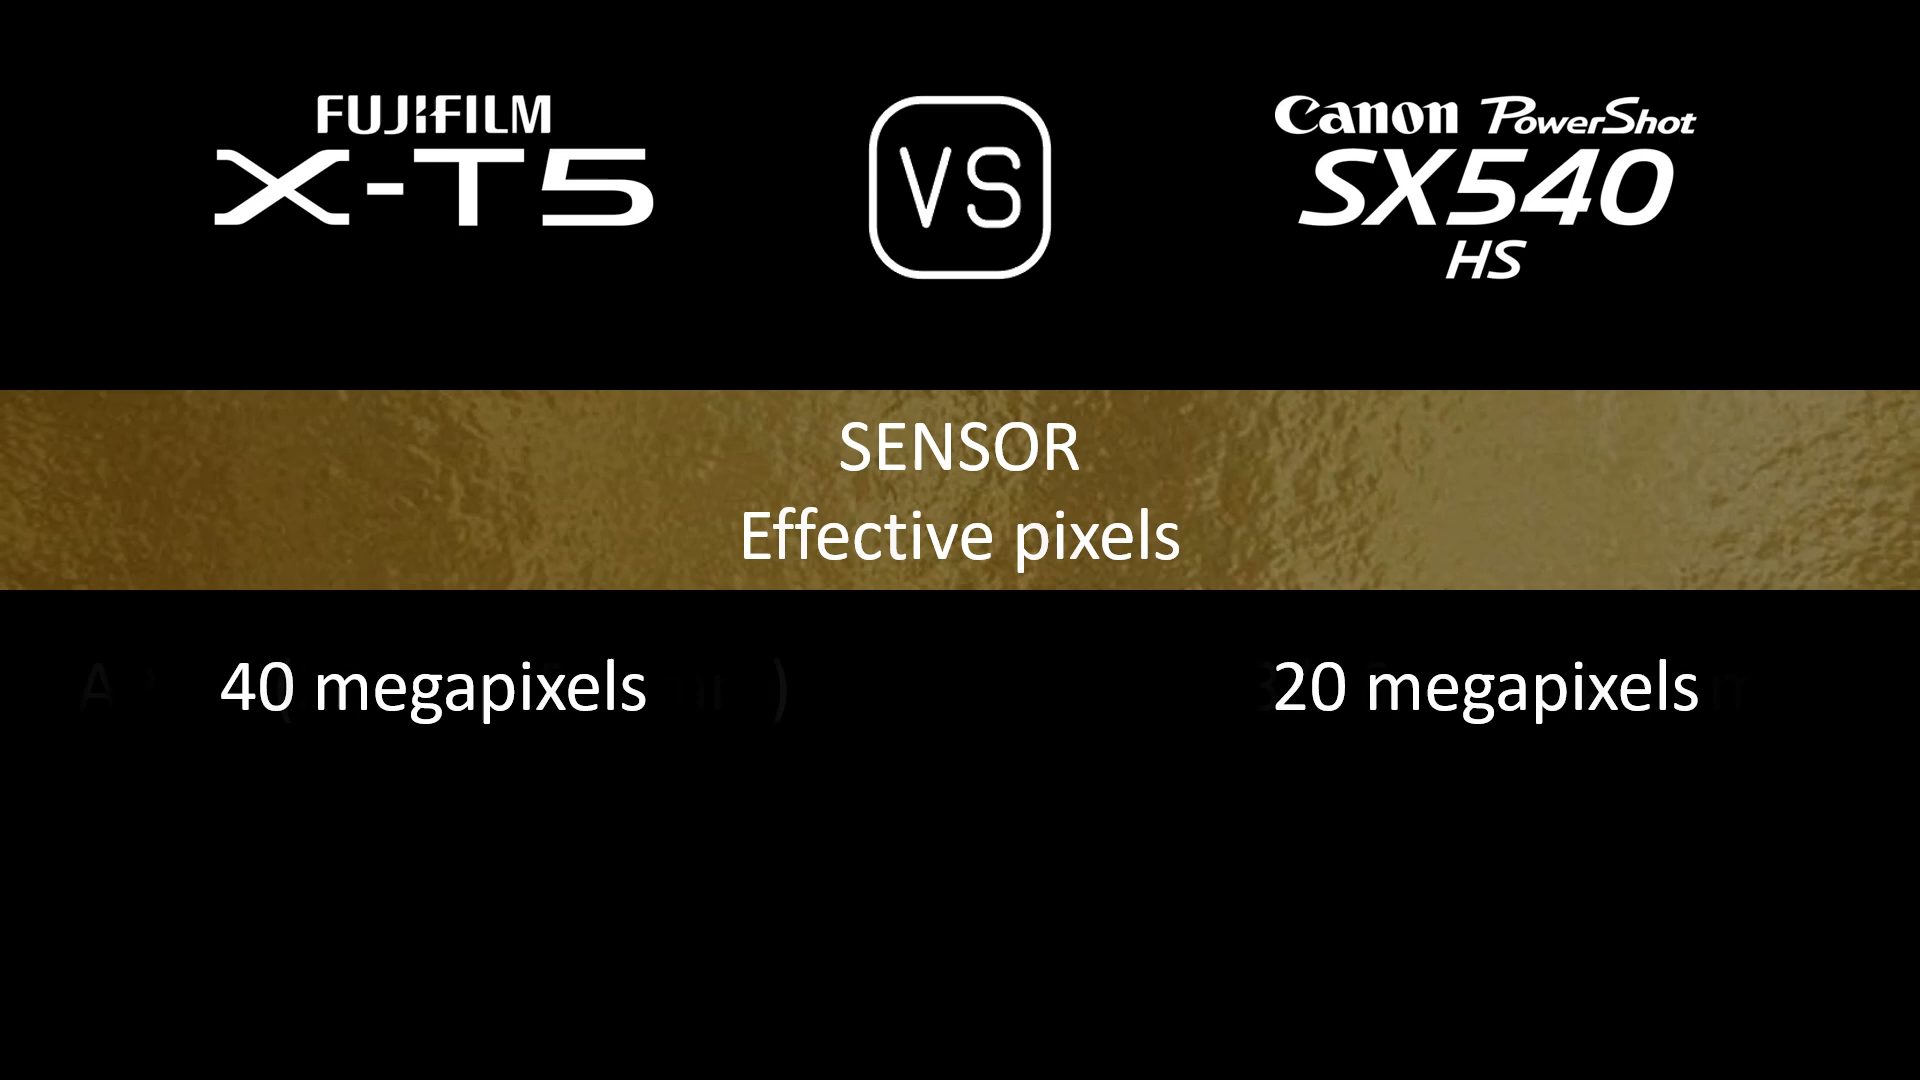 FUJIFILM
X-T5
VS
Canon PowerShot
SX540
HS
SENSOR
Effective pixels
40 megapixels
20 megapixels